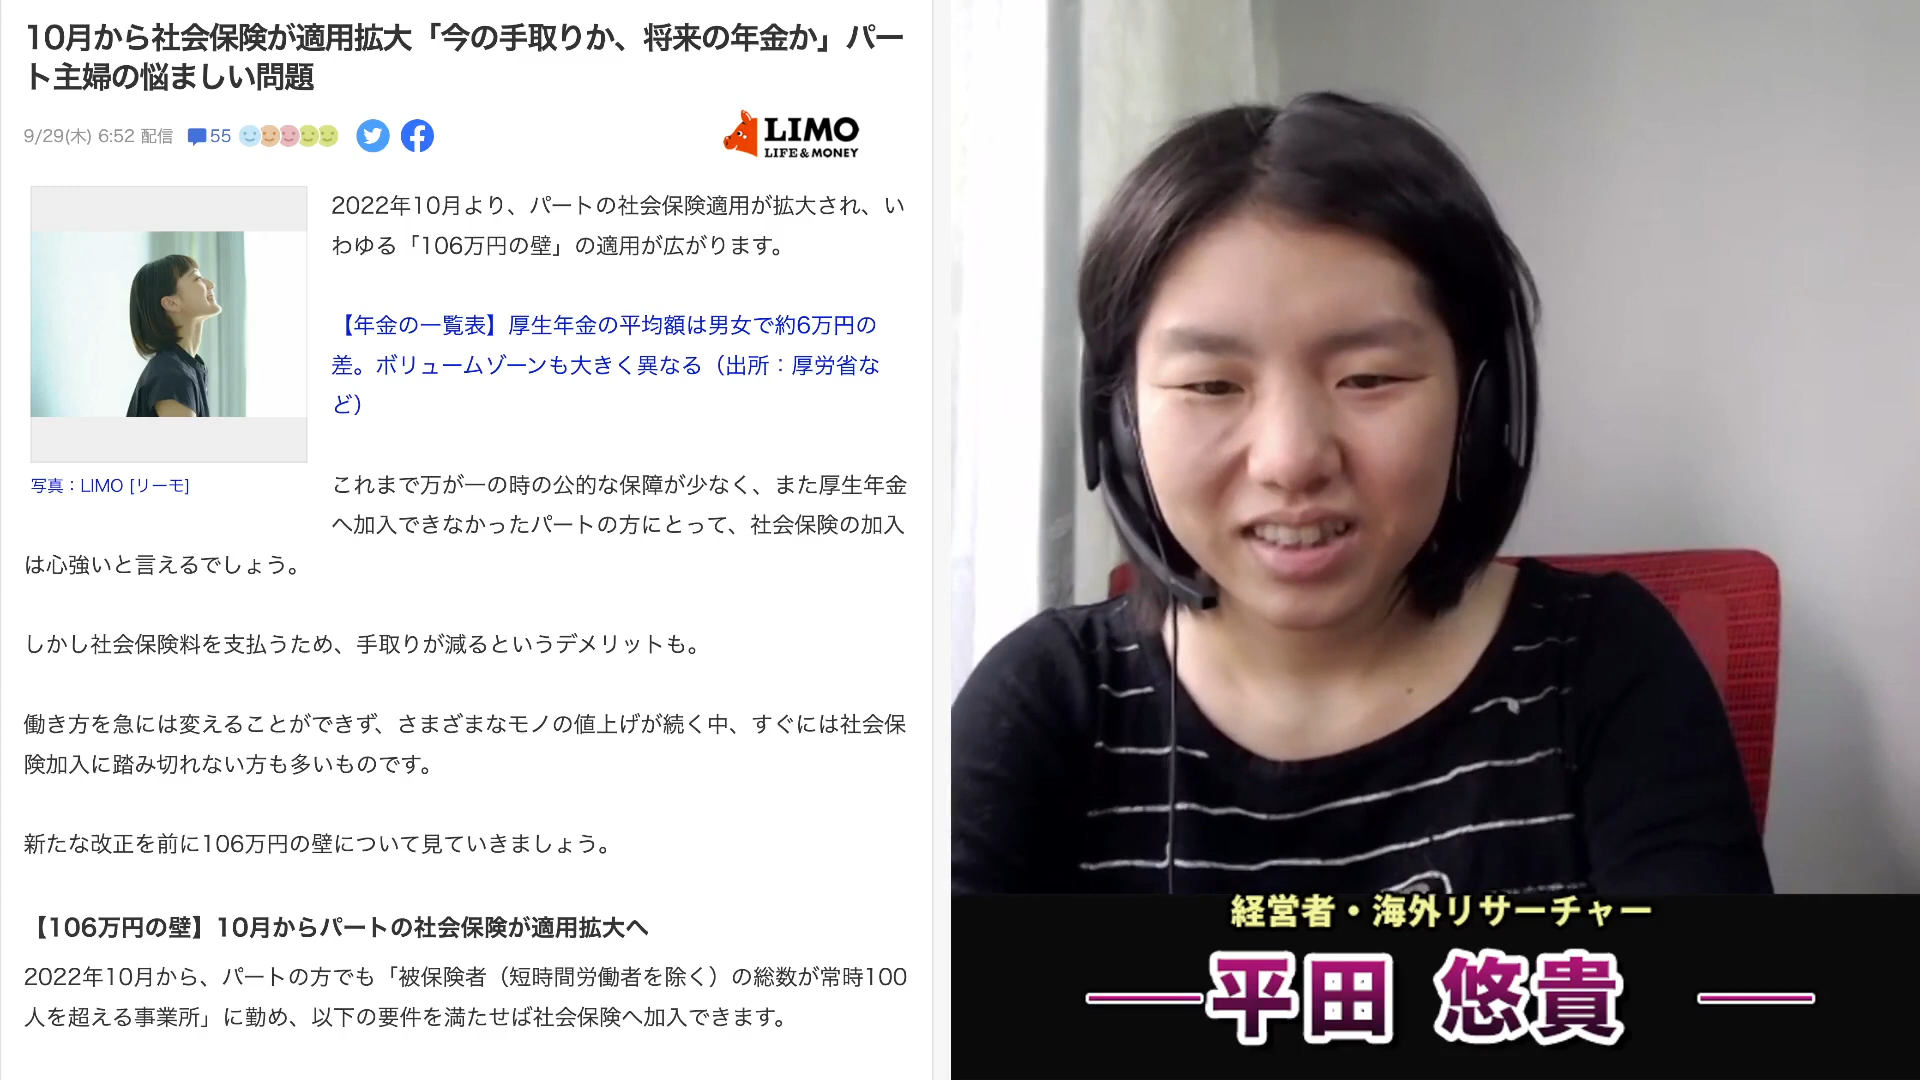 10月から社会保険が適用拡大「今の手取りか、将来の年金か」パー
ト主婦の悩ましい問題
9/29(木) 6:52 配信
55
LIMO
LIFE & MONEY
2022年10月より、パートの社会保険適用が拡大され、い
わゆる「106万円の壁」の適用が広がります。
【年金の一覧表】厚生年金の平均額は男女で約6万円の
差。ボリュームゾーンも大きく異なる（出所：厚労省な
ど）
写真：LIMO [リーモ]
これまで万が一の時の公的な保障が少なく、また厚生年金
へ加入できなかったパートの方にとって、社会保険の加入
は心強いと言えるでしょう。
しかし社会保険料を支払うため、手取りが減るというデメリットも。
働き方を急には変えることができず、さまざまなモノの値上げが続く中、すぐには社会保
険加入に踏み切れない方も多いものです。
新たな改正を前に106万円の壁について見ていきましょう。
【106万円の壁】10月からパートの社会保険が適用拡大へ
2022年10月から、パートの方でも「被保険者（短時間労働者を除く）の総数が常時100
人を超える事業所」に勤め、以下の要件を満たせば社会保険へ加入できます。
経営者・海外リサーチャー
平田 悠貴